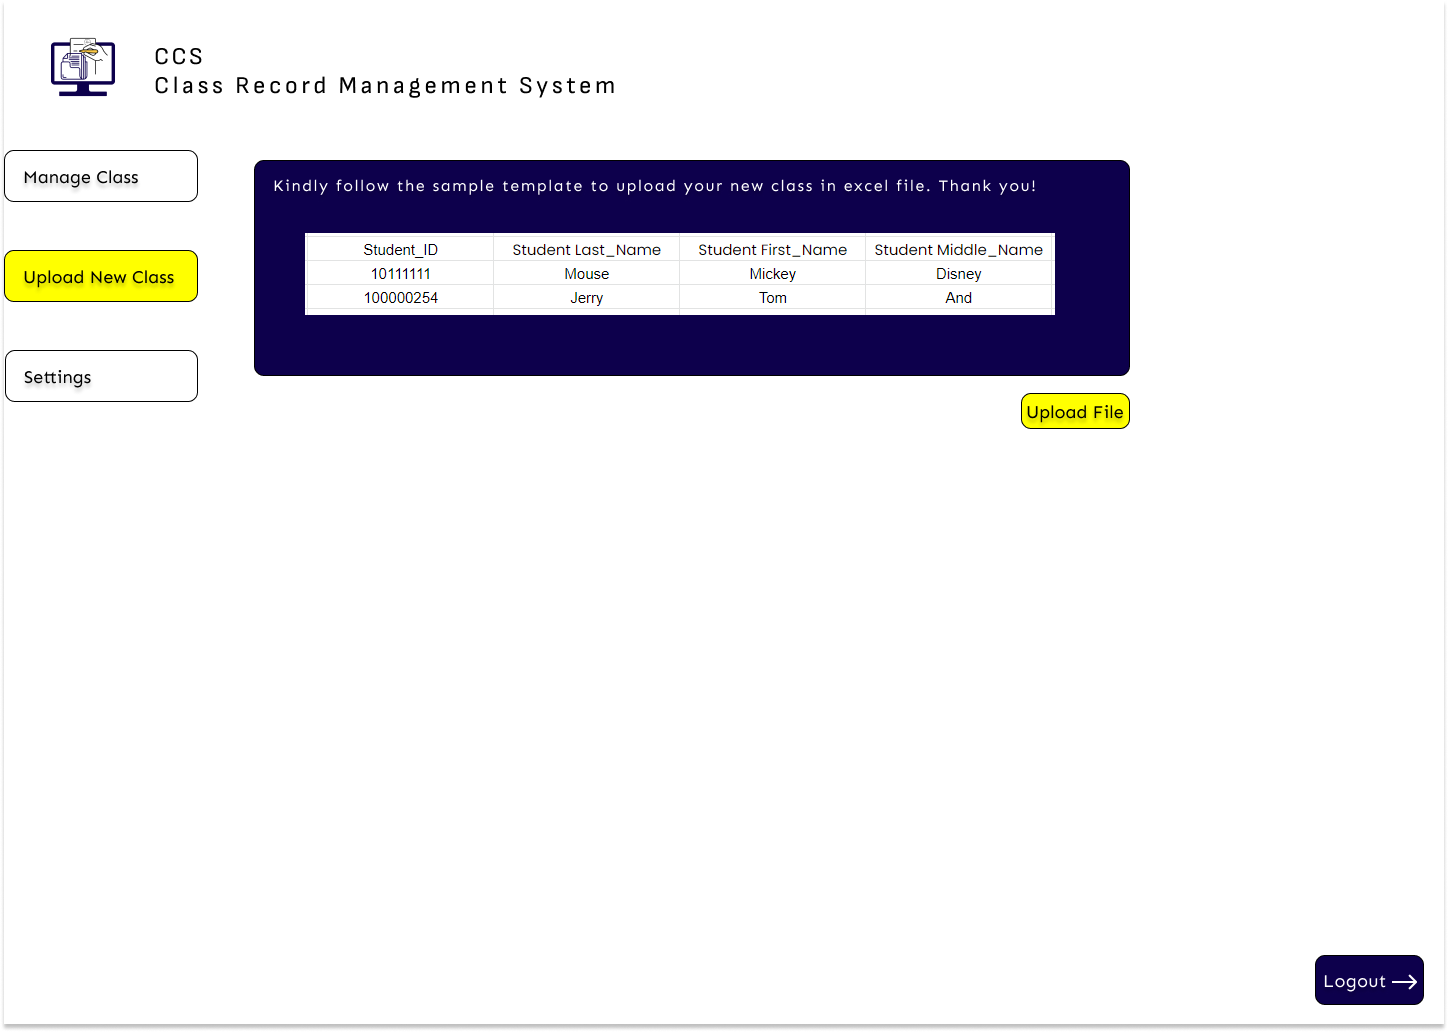 CCS
Class Record Management System
Manage Class
Upload New Class
Settings
Kindly follow the sample template to upload your new class in excel file. Thank you!
Student_ID Student Last_Name Student First_Name Student Middle_Name
10111111 Mouse Mickey Disney
100000254 Jerry Tom And
Upload File
Logout